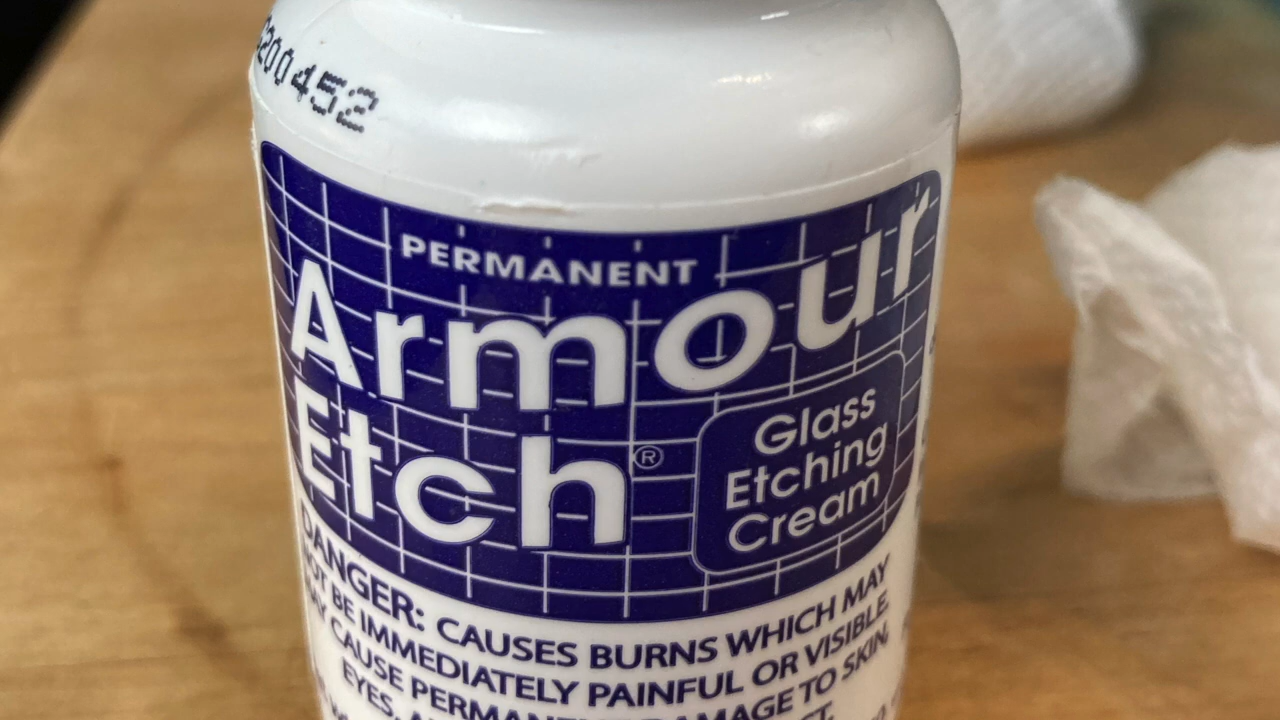 200452
PERMANENT
Armour
Etch®
Glass
Etching
Cream
DANGER: CAUSES BURNS WHICH MAY
NOT BE IMMEDIATELY PAINFUL OR VISIBLE.
MAY CAUSE PERMANENT DAMAGE TO SKIN,
EYES,